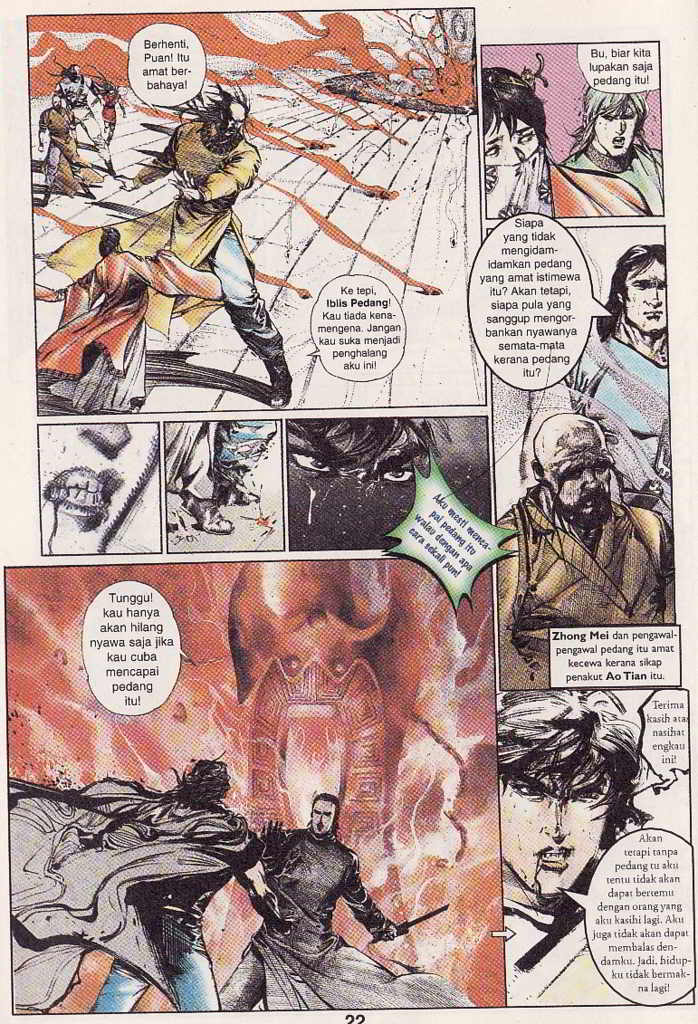 Berhenti,
Puan! Itu
amat ber-
bahaya!
Ke tepi,
Iblis Pedang!
Kau tiada kena-
mengena. Jangan
kau suka menjadi
penghalang
aku ini!
Bu, biar kita
lupakan saja
pedang itu!
Siapa
yang tidak
mengidam-
idamkan pedang
yang amat istimewa
itu? Akan tetapi,
siapa pula yang
sanggup mengor-
bankan nyawanya
semata-mata
kerana pedang
itu?
Zhong Mei dan pengawal-
pengawal pedang itu amat
kecewa kerana sikap
penakut Ao Tian itu.
Aku mesti menca-
pai pedang itu
walau dengan apa
cara sekali pun!
Tunggu!
kau hanya
akan hilang
nyawa saja jika
kau cuba
mencapai
pedang
itu!
Terima
kasih atas
nasihat
engkau
ini!
Akan
tetapi tanpa
pedang tu aku
tentu tidak akan
dapat bertemu
dengan orang yang
aku kasihi lagi. Aku
juga tidak akan dapat
membalas den-
damku. Jadi, hidup-
ku tidak bermak-
na lagi!
22